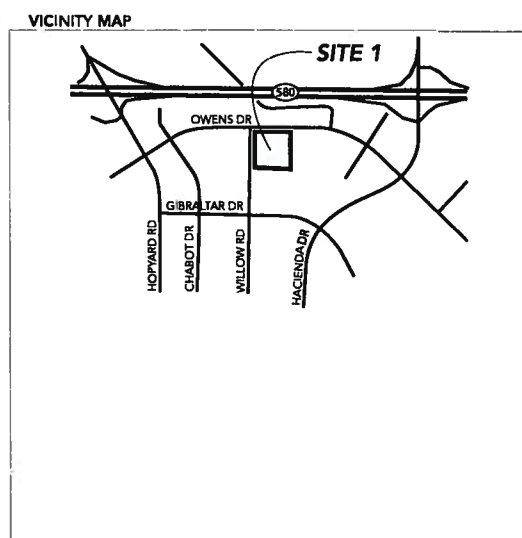 VICINITY MAP
SITE 1
580
OWENS DR
GIBRALTAR DR
HOPYARD RD
CHABOT DR
WILLOW RD
HACIENDA DR